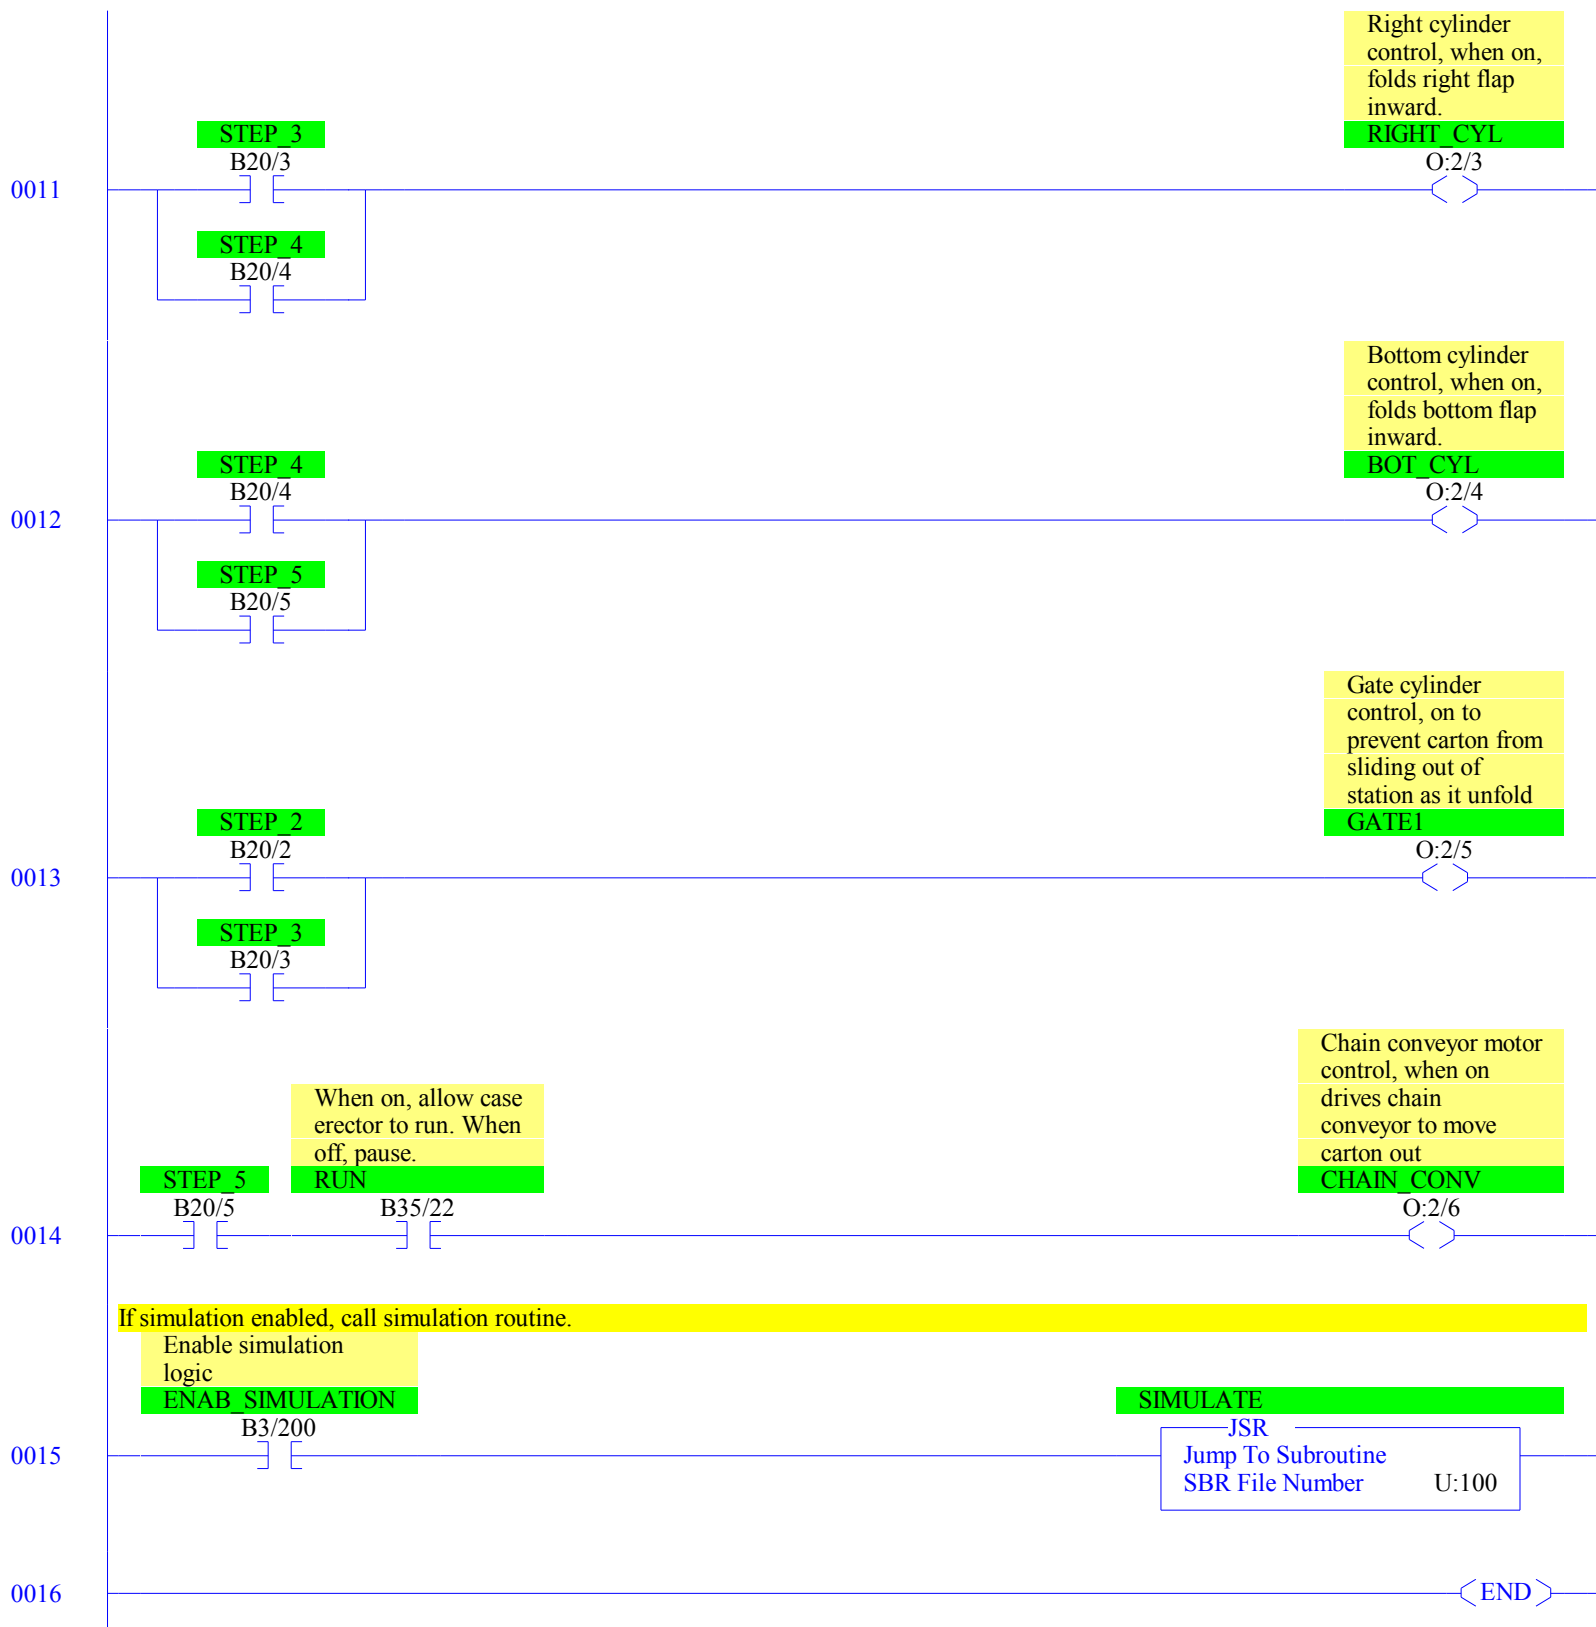 Right cylinder
control, when on,
folds right flap
inward.
STEP_3
RIGHT_CYL
B20/3
O:2/3
0011
STEP_4
B20/4
Bottom cylinder
control, when on,
folds bottom flap
inward.
STEP_4
BOT_CYL
B20/4
O:2/4
0012
STEP_5
B20/5
Gate cylinder
control, on to
prevent carton from
sliding out of
station as it unfold
STEP_2
GATE1
B20/2
O:2/5
0013
STEP_3
B20/3
Chain conveyor motor
control, when on
drives chain
conveyor to move
carton out
When on, allow case
erector to run. When
off, pause.
STEP_5
RUN
CHAIN_CONV
B20/5
B35/22
O:2/6
0014
If simulation enabled, call simulation routine.
Enable simulation
logic
ENAB_SIMULATION
SIMULATE
B3/200
JSR
0015
Jump To Subroutine
SBR File Number U:100
0016
END